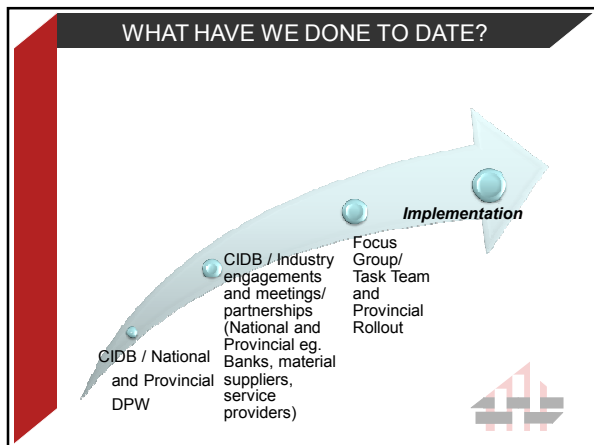 WHAT HAVE WE DONE TO DATE?
CIDB / National
and Provincial
DPW
CIDB / Industry
engagements
and meetings/
partnerships
(National and
Provincial eg.
Banks, material
suppliers,
service
providers)
Focus
Group/
Task Team
and
Provincial
Rollout
Implementation